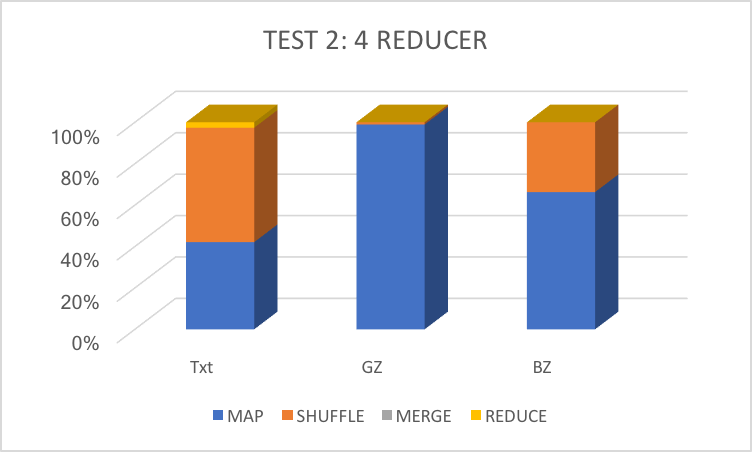 TEST 2: 4 REDUCER
100%
80%
60%
40%
20%
0%
Txt GZ BZ
MAP SHUFFLE MERGE REDUCE